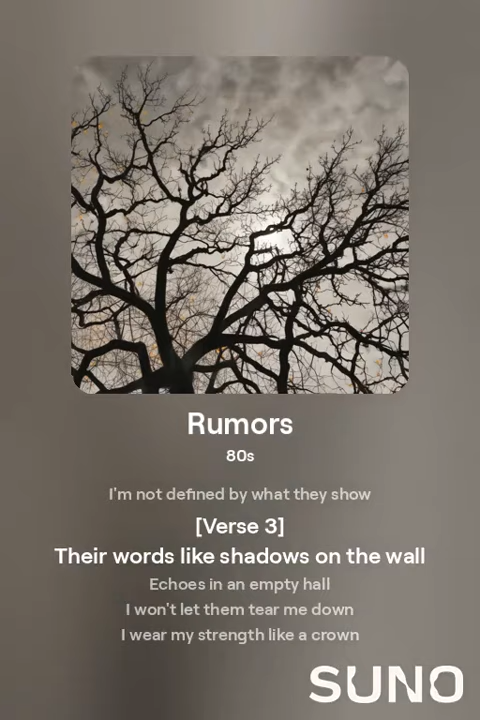 Rumors
80s
I'm not defined by what they show
[Verse 3]
Their words like shadows on the wall
Echoes in an empty hall
I won't let them tear me down
I wear my strength like a crown
SUNO